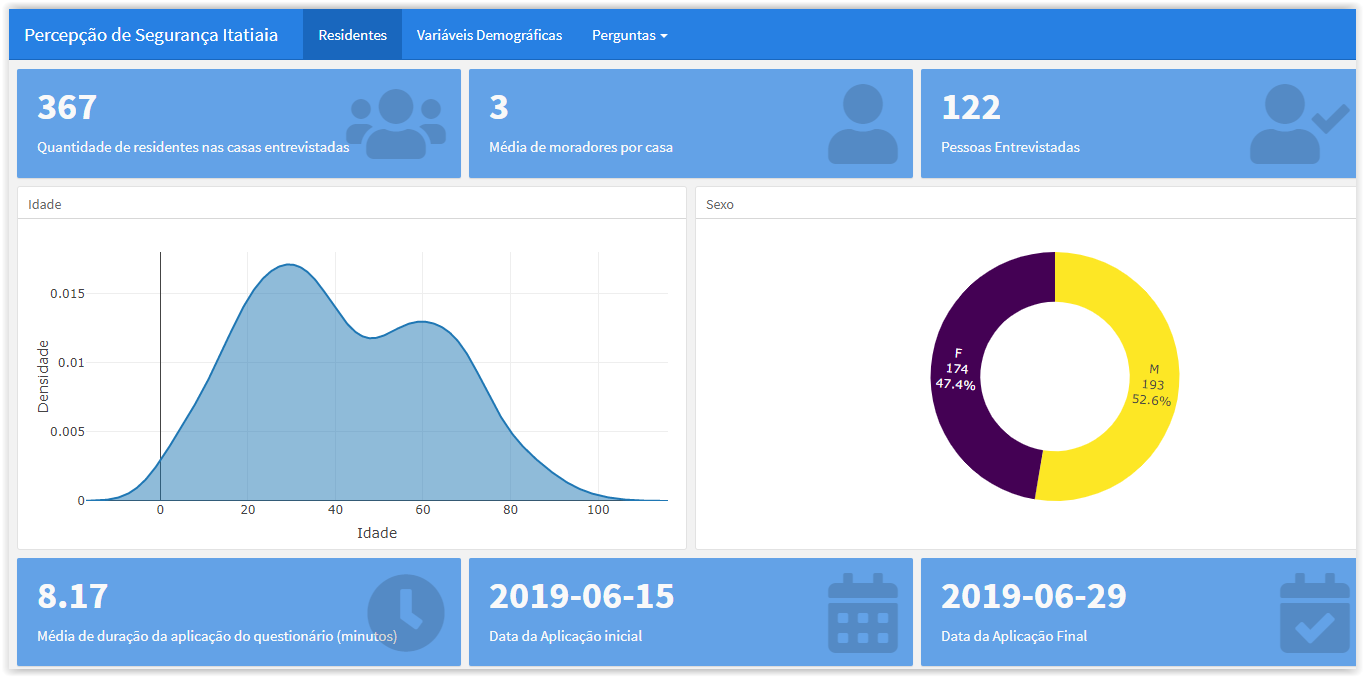 Percepção de Segurança Itatiaia
Residentes
Variáveis Demográficas
Perguntas
367
Quantidade de residentes nas casas entrevistadas
3
Média de moradores por casa
122
Pessoas Entrevistadas
Idade
0.015
0.01
0.005
0
Densidade
0
20
40
60
80
100
Idade
Sexo
F
174
47.4%
M
193
52.6%
8.17
Média de duração da aplicação do questionário (minutos)
2019-06-15
Data da Aplicação inicial
2019-06-29
Data da Aplicação Final